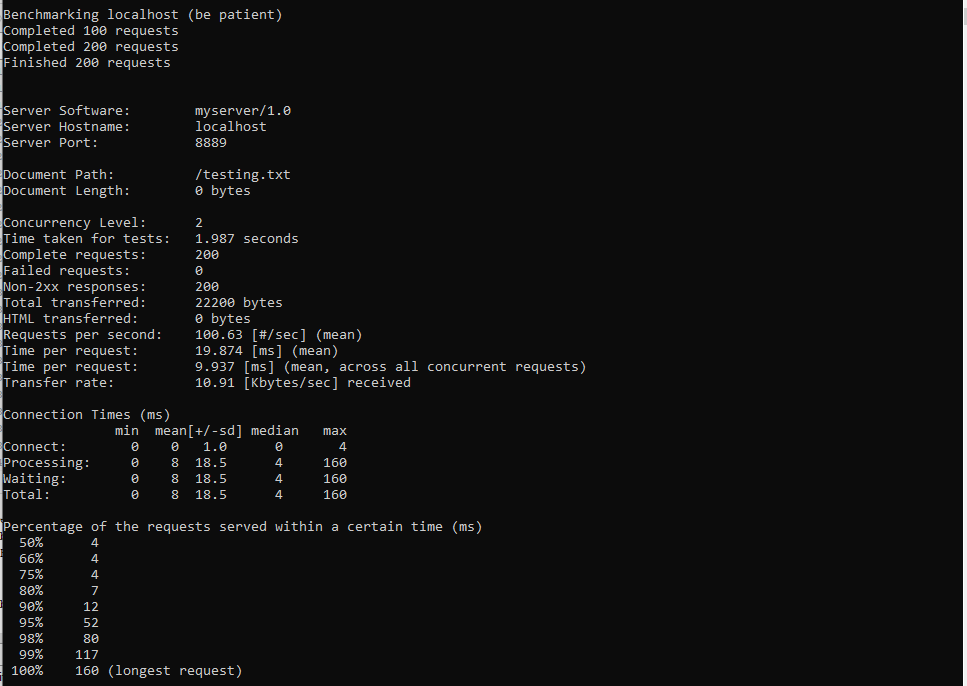 Benchmarking localhost (be patient)
Completed 100 requests
Completed 200 requests
Finished 200 requests
Server Software:        myserver/1.0
Server Hostname:        localhost
Server Port:            8889
Document Path:          /testing.txt
Document Length:        0 bytes
Concurrency Level:      2
Time taken for tests:   1.987 seconds
Complete requests:      200
Failed requests:        0
Non-2xx responses:      200
Total transferred:      22200 bytes
HTML transferred:       0 bytes
Requests per second:    100.63 [#/sec] (mean)
Time per request:       19.874 [ms] (mean)
Time per request:       9.937 [ms] (mean, across all concurrent requests)
Transfer rate:          10.91 [Kbytes/sec] received
Connection Times (ms)
              min  mean[+/-sd] median   max
Connect:        0    0   1.0      0       4
Processing:     0    8  18.5      4     160
Waiting:        0    8  18.5      4     160
Total:          0    8  18.5      4     160
Percentage of the requests served within a certain time (ms)
  50%      4
  66%      4
  75%      4
  80%      7
  90%     12
  95%     52
  98%     80
  99%    117
 100%    160 (longest request)